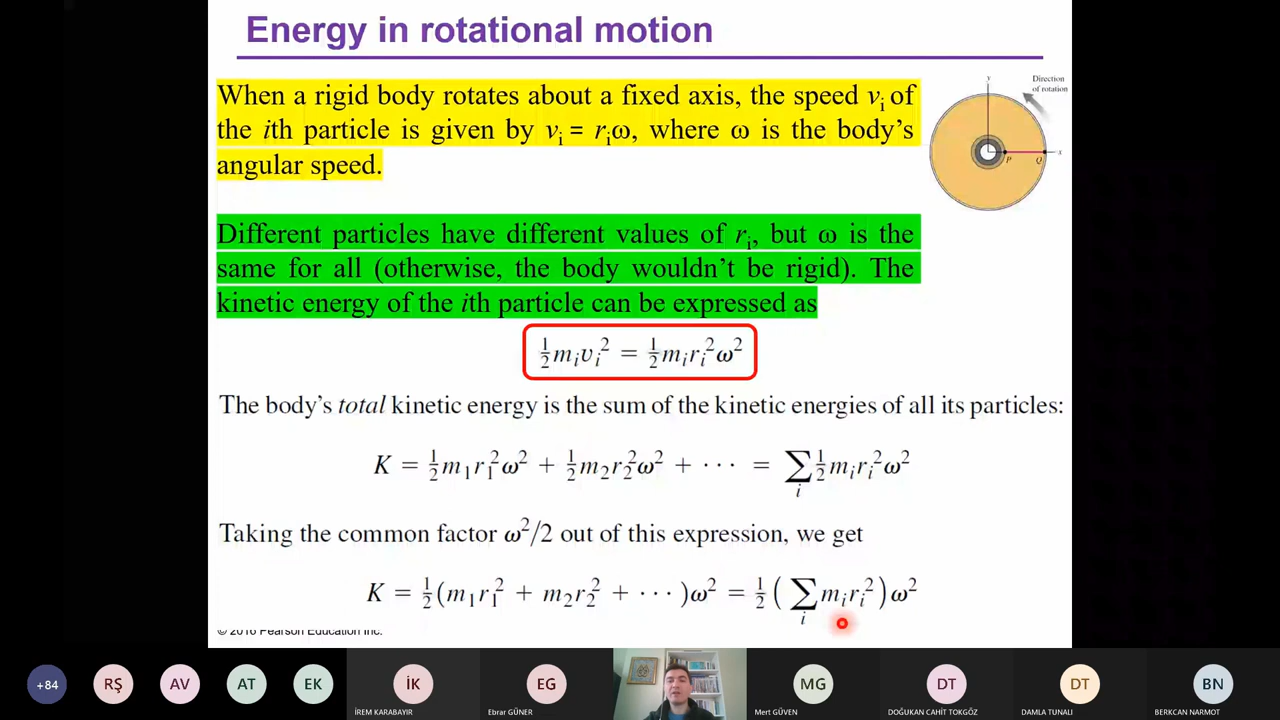 Energy in rotational motion
When a rigid body rotates about a fixed axis, the speed vᵢ of
the ith particle is given by vᵢ = rᵢω, where ω is the body’s
angular speed.
y
Direction
of rotation
P
Q
x
Different particles have different values of rᵢ, but ω is the
same for all (otherwise, the body wouldn’t be rigid). The
kinetic energy of the ith particle can be expressed as
½mᵢvᵢ² = ½mᵢrᵢ²ω²
The body’s total kinetic energy is the sum of the kinetic energies of all its particles:
K = ½m₁r₁²ω² + ½m₂r₂²ω² + ··· = ∑ᵢ ½mᵢrᵢ²ω²
Taking the common factor ω²/2 out of this expression, we get
K = ½(m₁r₁² + m₂r₂² + ···)ω² = ½(∑ᵢ mᵢrᵢ²)ω²
© 2016 Pearson Education Inc.
+84
RŞ
AV
AT
EK
İK
EG
MG
DT
DT
BN
İREM KARABAYIR
Ebrar GÜNER
Mert GÜVEN
DOĞUKAN CAHİT TOKGÖZ
DAMLA TUNALI
BERKCAN NARMOT